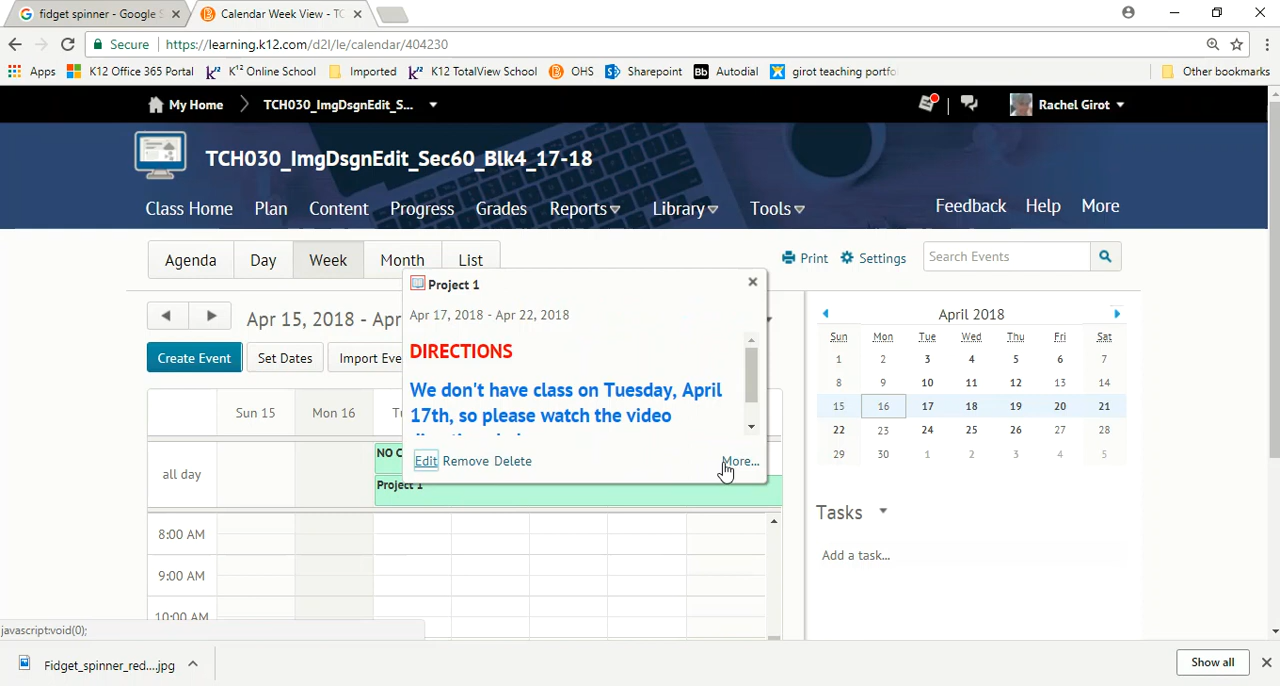 fidget spinner - Google S
Calendar Week View - TC
Secure
https://learning.k12.com/d2l/le/calendar/404230
Apps
K12 Office 365 Portal
K¹² Online School
Imported
K12 TotalView School
OHS
Sharepoint
Bb Autodial
girot teaching portfo
Other bookmarks
My Home
TCH030_ImgDsgnEdit_S...
Rachel Girot
TCH030_ImgDsgnEdit_Sec60_Blk4_17-18
Class Home Plan Content Progress Grades Reports Library Tools
Feedback Help More
Agenda Day Week Month List
Print Settings Search Events
Project 1
Apr 17, 2018 - Apr 22, 2018
DIRECTIONS
We don't have class on Tuesday, April
17th, so please watch the video
Edit Remove Delete More...
Apr 15, 2018 - Apr
Create Event Set Dates Import Eve
Sun 15 Mon 16
all day
NO C
Project 1
8:00 AM
9:00 AM
10:00 AM
April 2018
Sun Mon Tue Wed Thu Fri Sat
1 2 3 4 5 6 7
8 9 10 11 12 13 14
15 16 17 18 19 20 21
22 23 24 25 26 27 28
29 30 1 2 3 4 5
Tasks
Add a task...
javascript:void(0);
Fidget_spinner_red....jpg
Show all